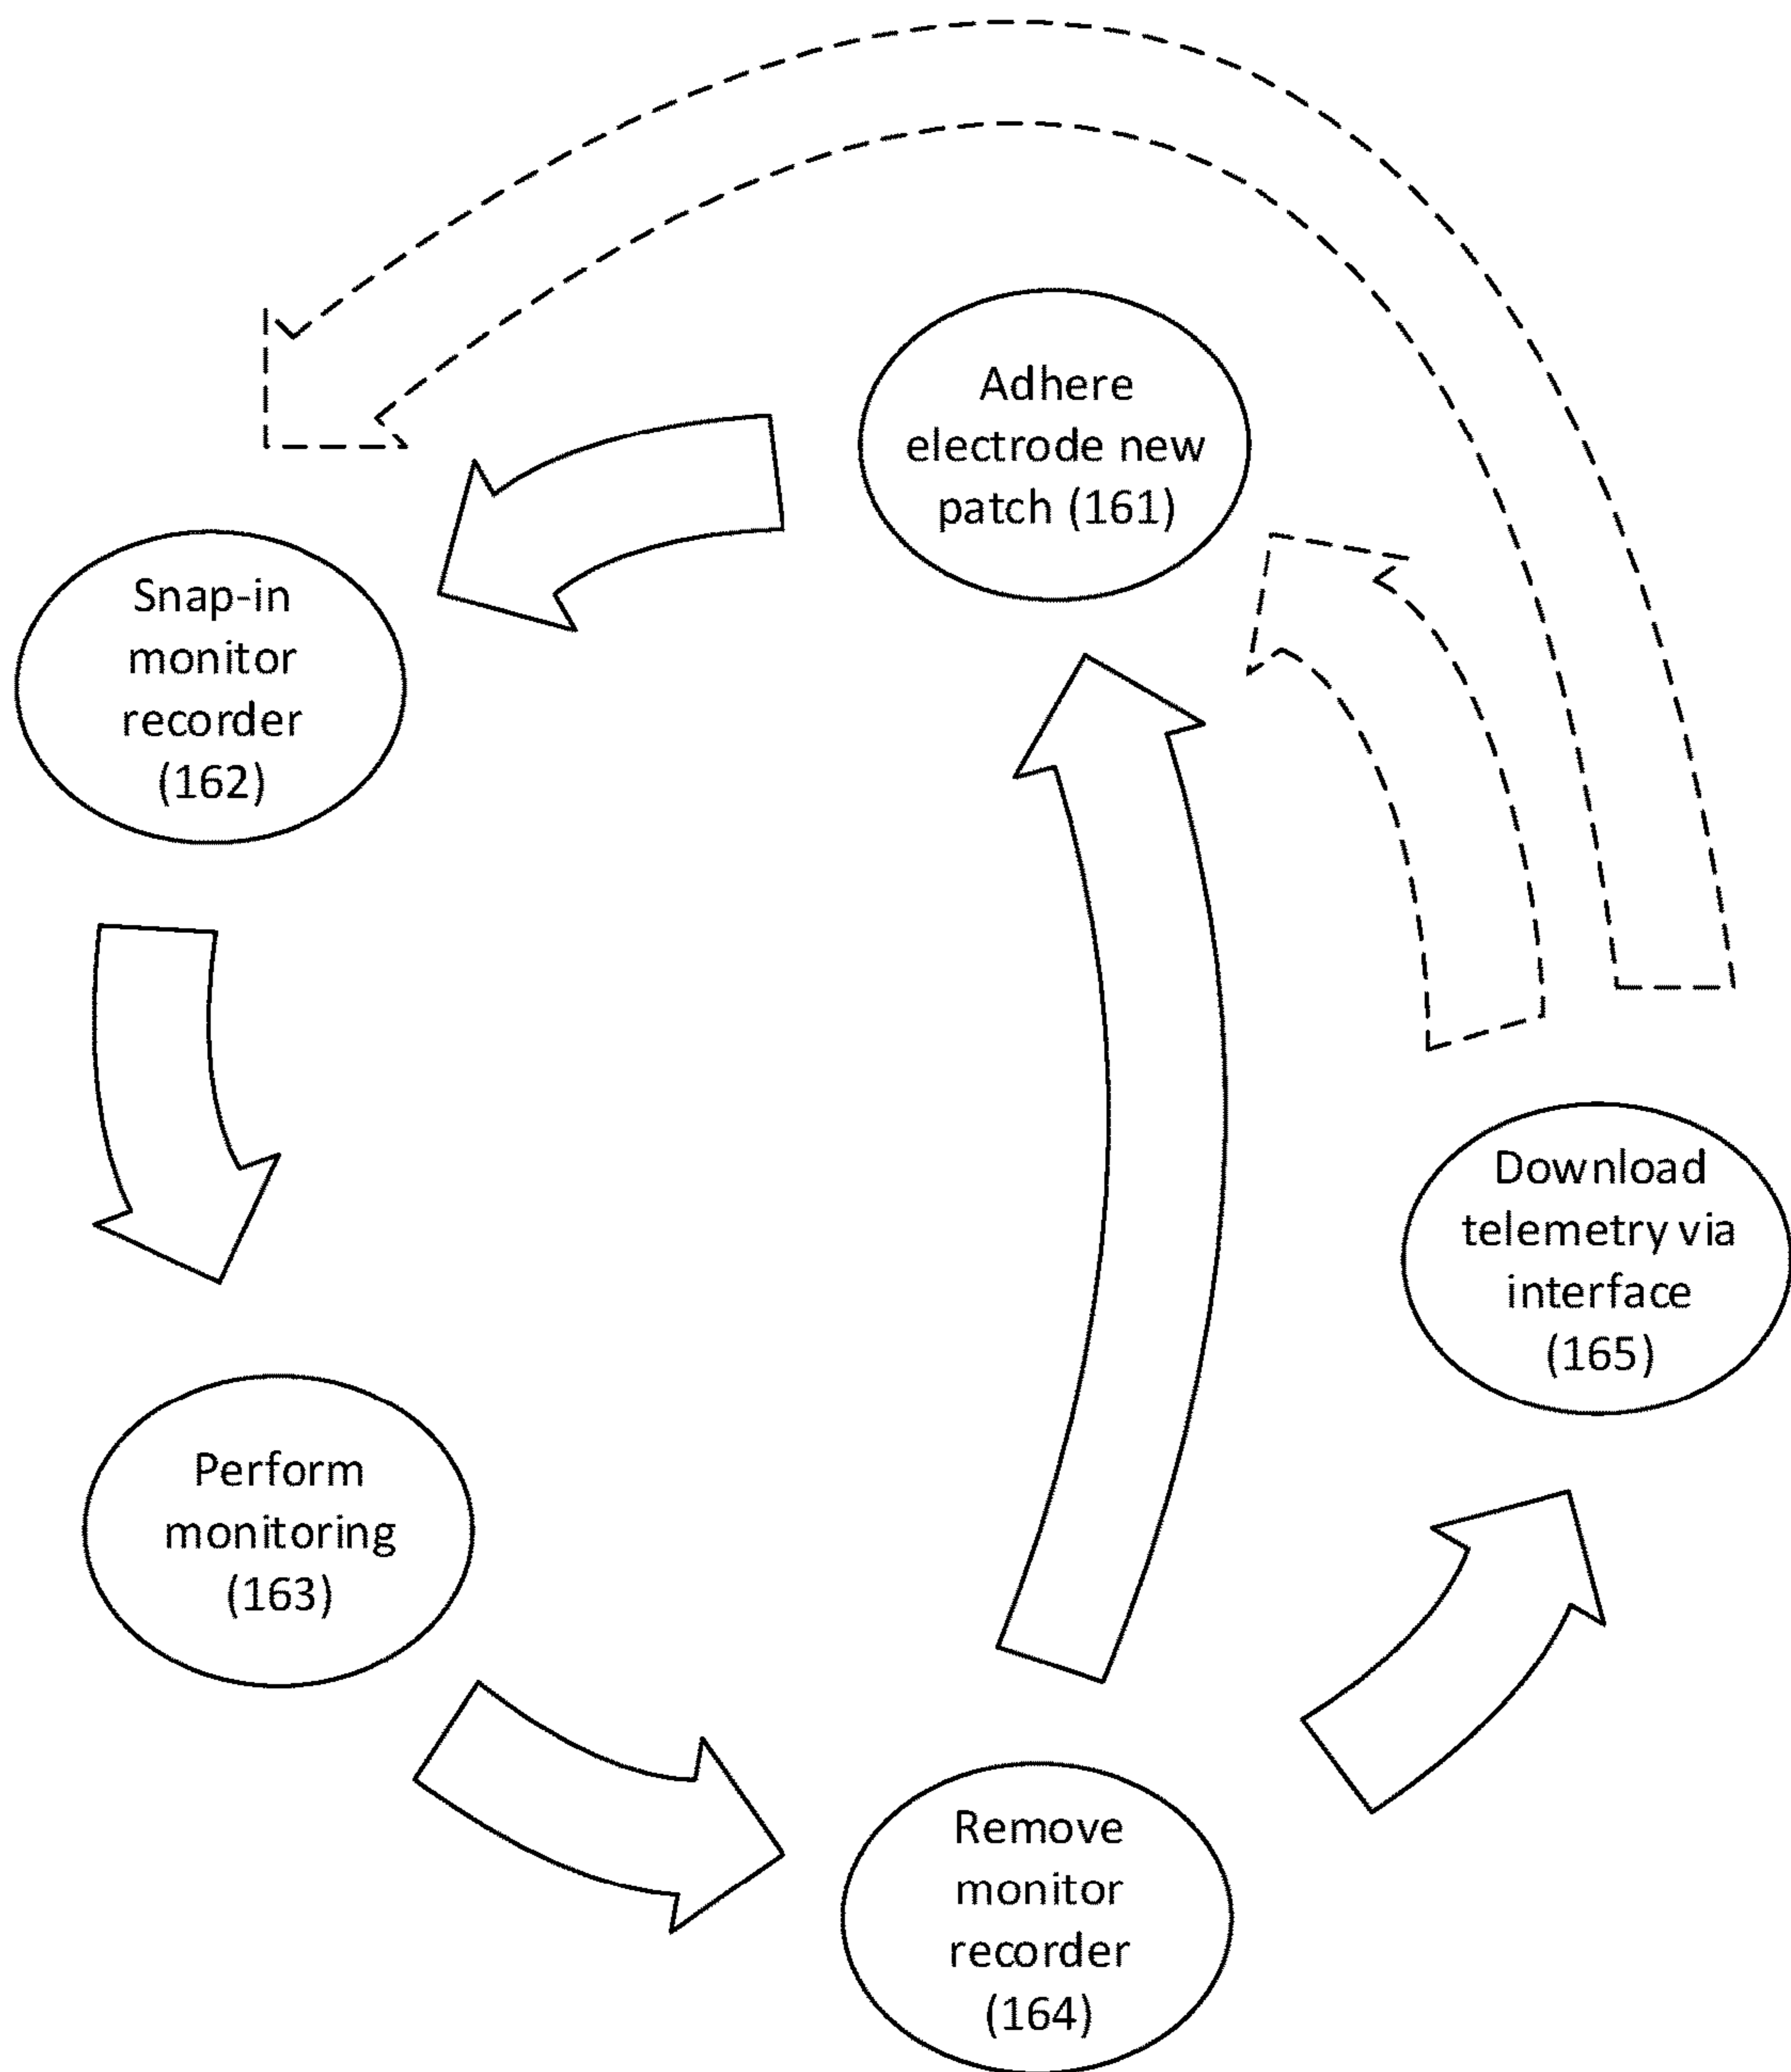 Adhere
electrode new
patch (161)
Snap-in
monitor
recorder
(162)
Download
telemetry via
interface
(165)
Perform
monitoring
(163)
Remove
monitor
recorder
(164)